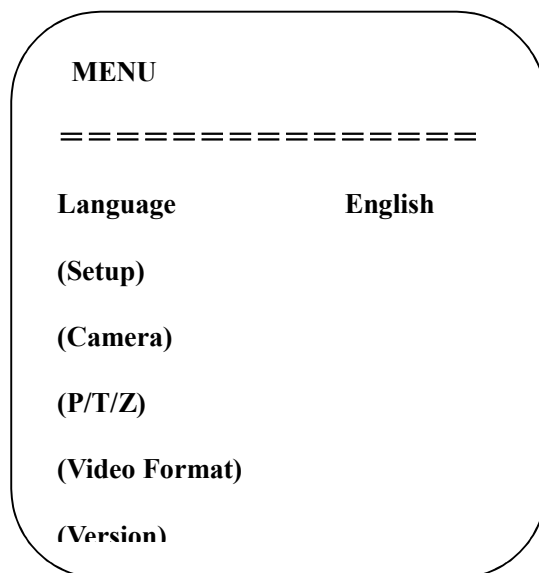 MENU
===============
Language English
(Setup)
(Camera)
(P/T/Z)
(Video Format)
(Version)